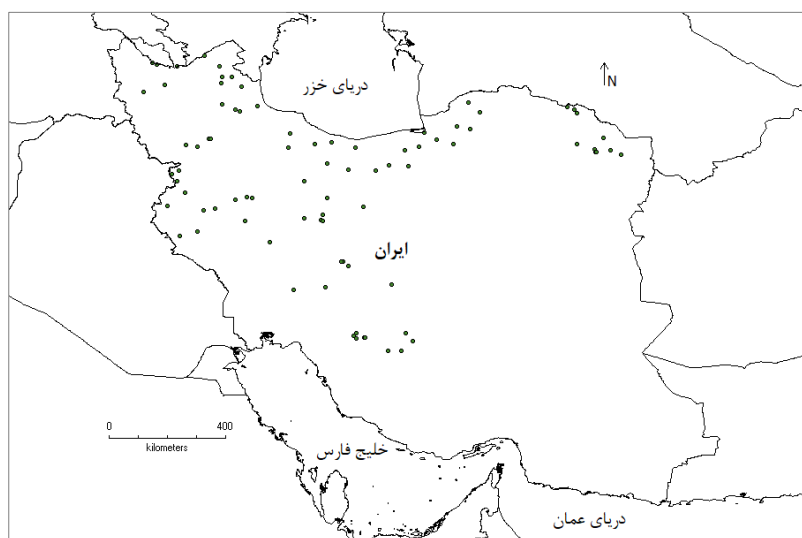 دریای خزر
N
ایران
0 400
kilometers
خلیج فارس
دریای عمان